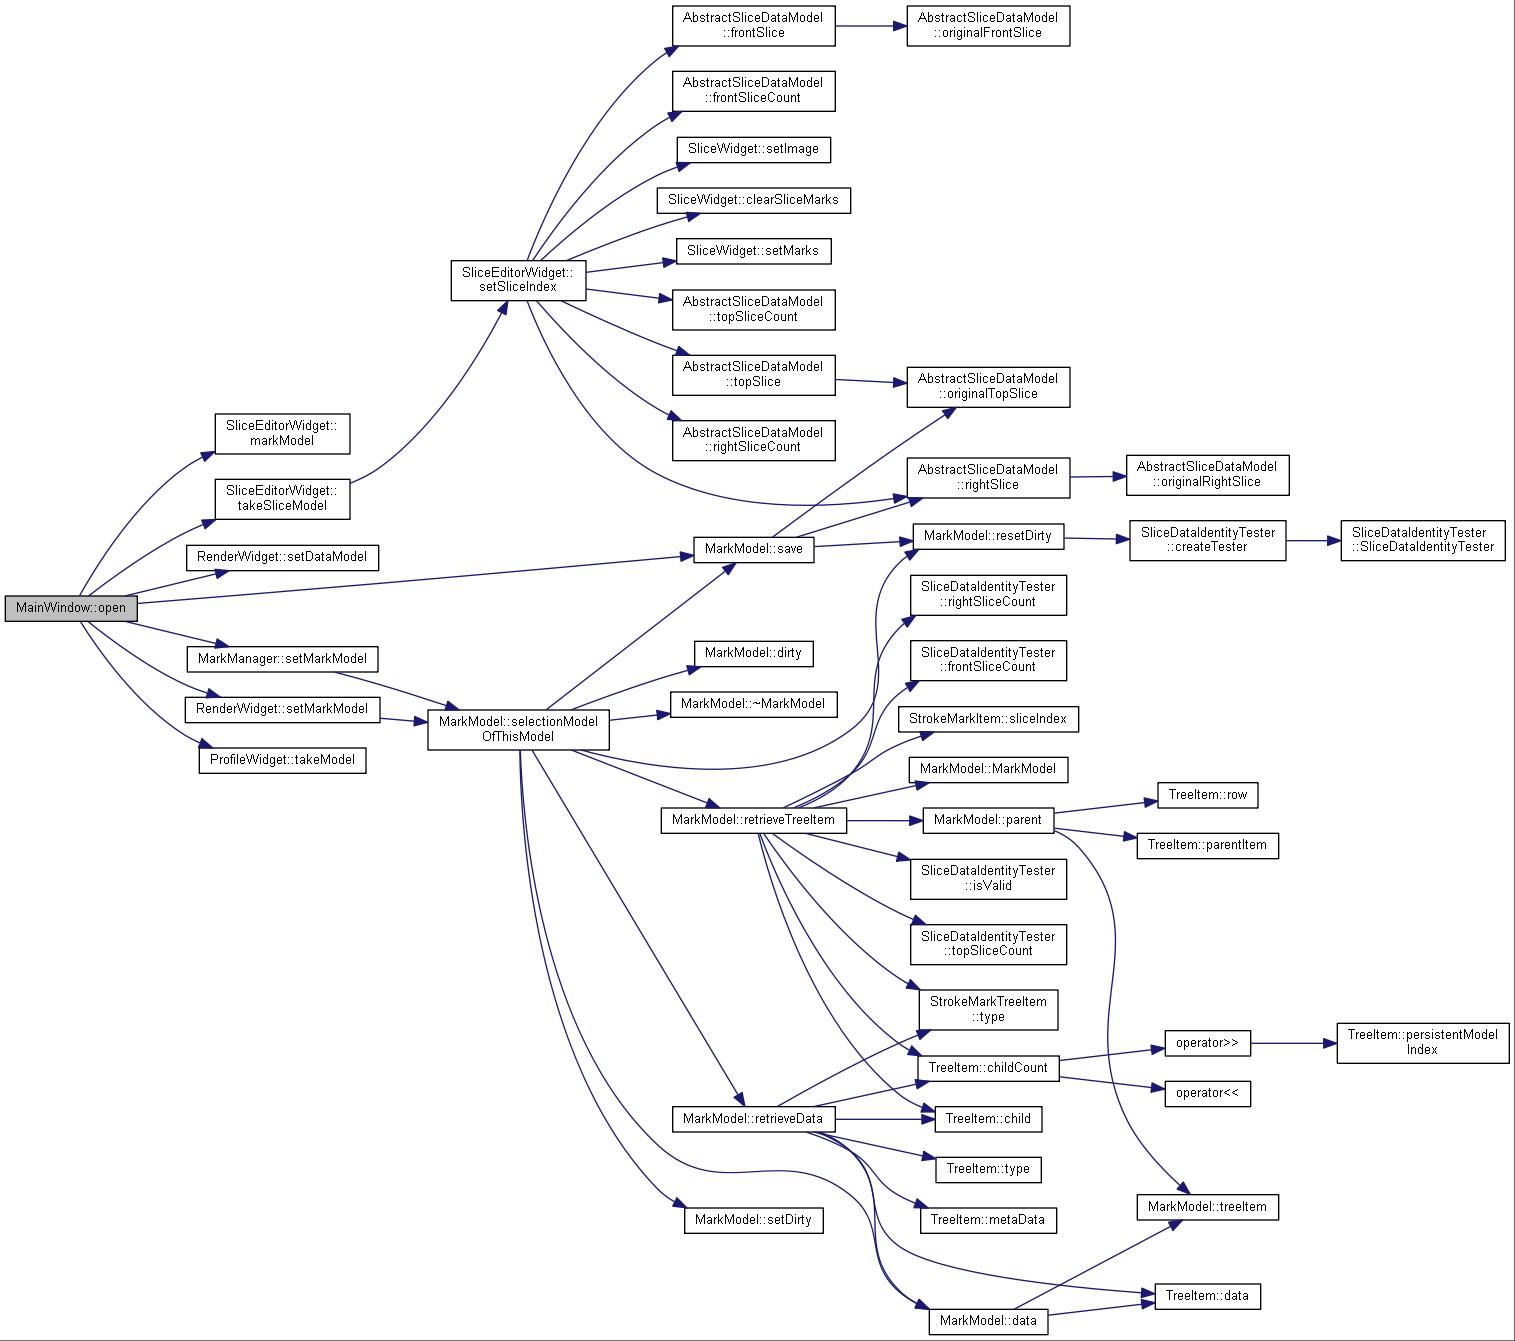 AbstractSliceDataModel
::frontSlice
AbstractSliceDataModel
::originalFrontSlice
AbstractSliceDataModel
::frontSliceCount
SliceWidget::setImage
SliceWidget::clearSliceMarks
SliceWidget::setMarks
SliceEditorWidget::
setSliceIndex
AbstractSliceDataModel
::topSliceCount
AbstractSliceDataModel
::topSlice
AbstractSliceDataModel
::originalTopSlice
SliceEditorWidget::
markModel
AbstractSliceDataModel
::rightSliceCount
AbstractSliceDataModel
::rightSlice
AbstractSliceDataModel
::originalRightSlice
SliceEditorWidget::
takeSliceModel
RenderWidget::setDataModel
MarkModel::save
MarkModel::resetDirty
SliceDataIdentityTester
::createTester
SliceDataIdentityTester
::SliceDataIdentityTester
MainWindow::open
SliceDataIdentityTester
::rightSliceCount
MarkManager::setMarkModel
MarkModel::dirty
SliceDataIdentityTester
::frontSliceCount
RenderWidget::setMarkModel
MarkModel::selectionModel
OfThisModel
MarkModel::~MarkModel
StrokeMarkItem::sliceIndex
ProfileWidget::takeModel
MarkModel::MarkModel
TreeItem::row
MarkModel::retrieveTreeItem
MarkModel::parent
TreeItem::parentItem
SliceDataIdentityTester
::isValid
SliceDataIdentityTester
::topSliceCount
StrokeMarkTreeItem
::type
operator>>
TreeItem::persistentModel
Index
TreeItem::childCount
operator<<
MarkModel::retrieveData
TreeItem::child
TreeItem::type
MarkModel::treeItem
MarkModel::setDirty
TreeItem::metaData
TreeItem::data
MarkModel::data